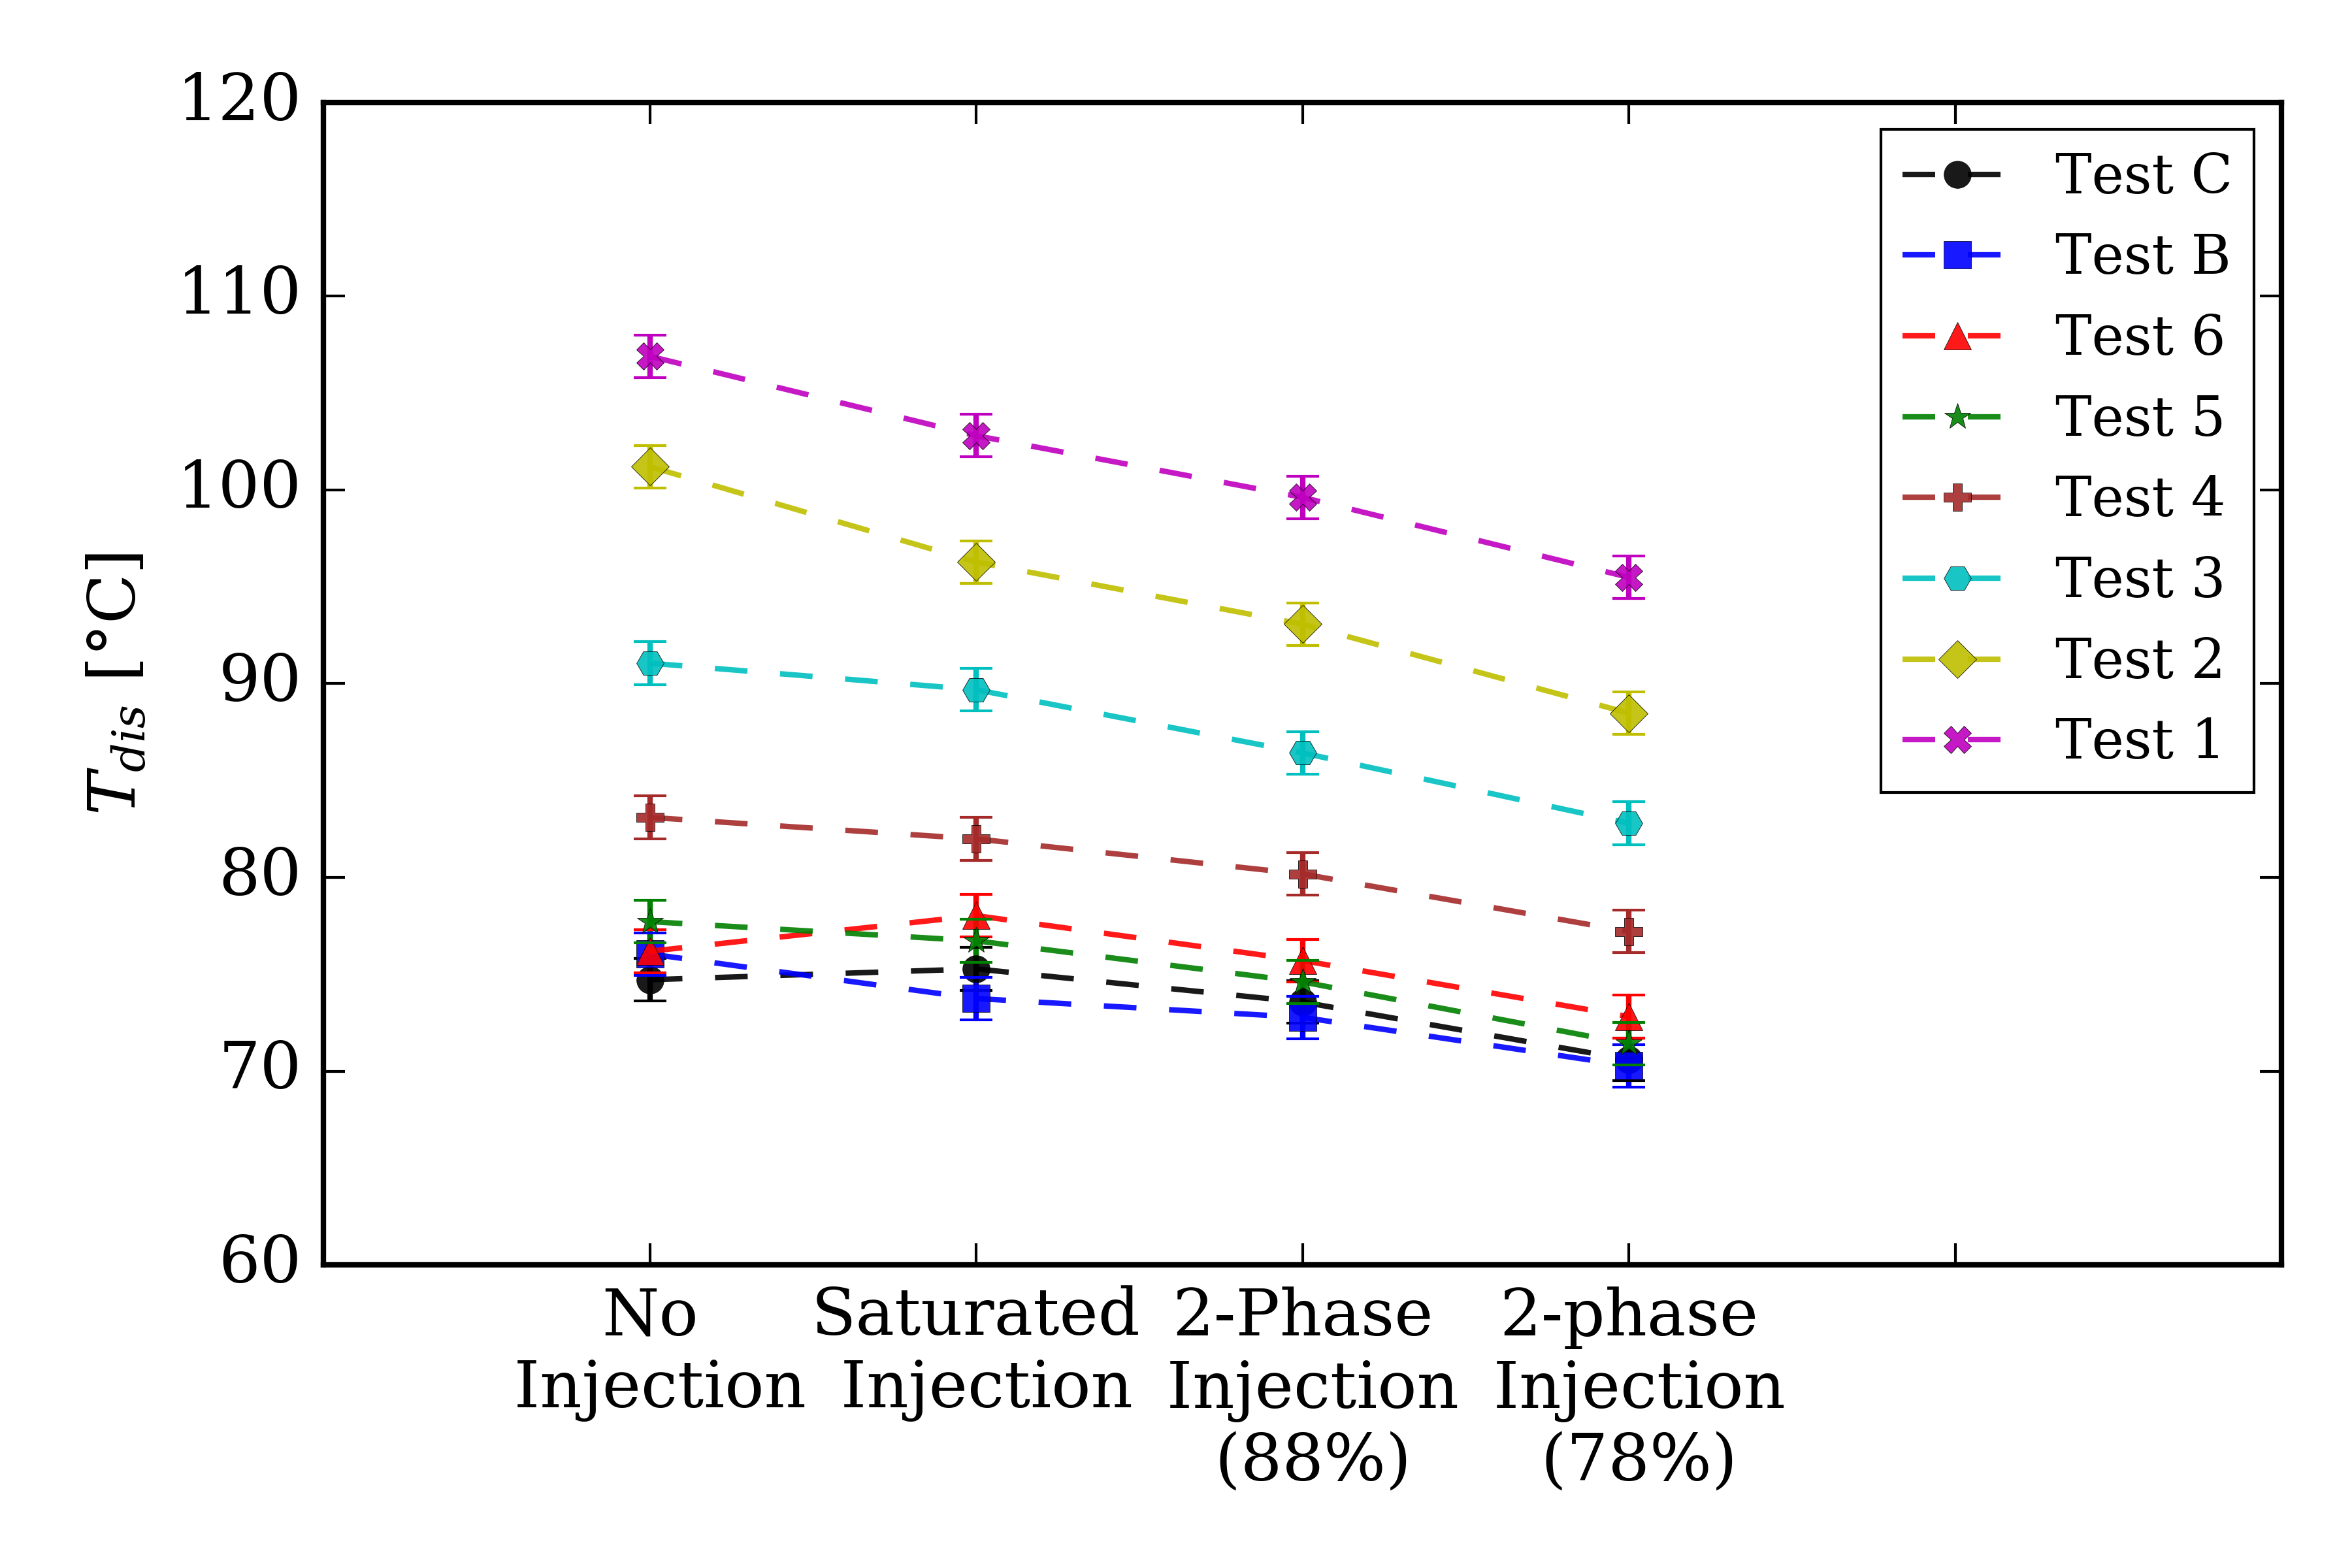 120
110
100
90
80
70
60
T_dis [°C]
No
Injection
Saturated
Injection
2-Phase
Injection
(88%)
2-phase
Injection
(78%)
Test C
Test B
Test 6
Test 5
Test 4
Test 3
Test 2
Test 1